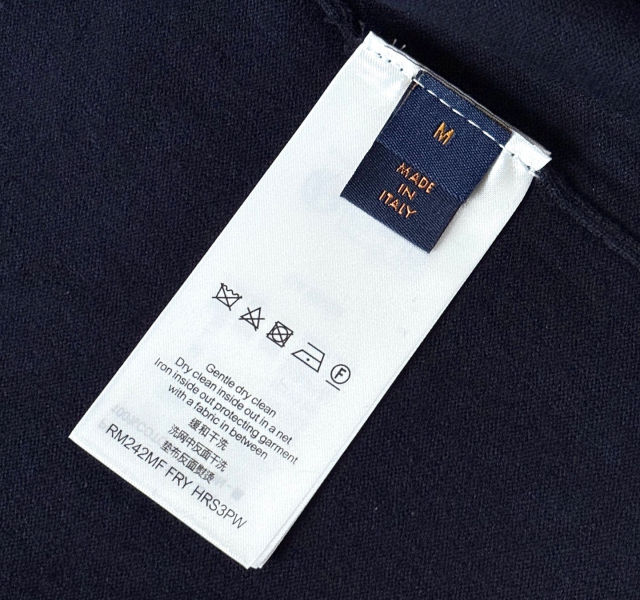 M
MADE
IN
ITALY
F
Gentle dry clean
Dry clean inside out in a net
Iron inside out protecting garment
with a fabric in between
缓和干洗
洗网中反面干洗
垫布反面熨烫
RM242MF FRY HRS3PW